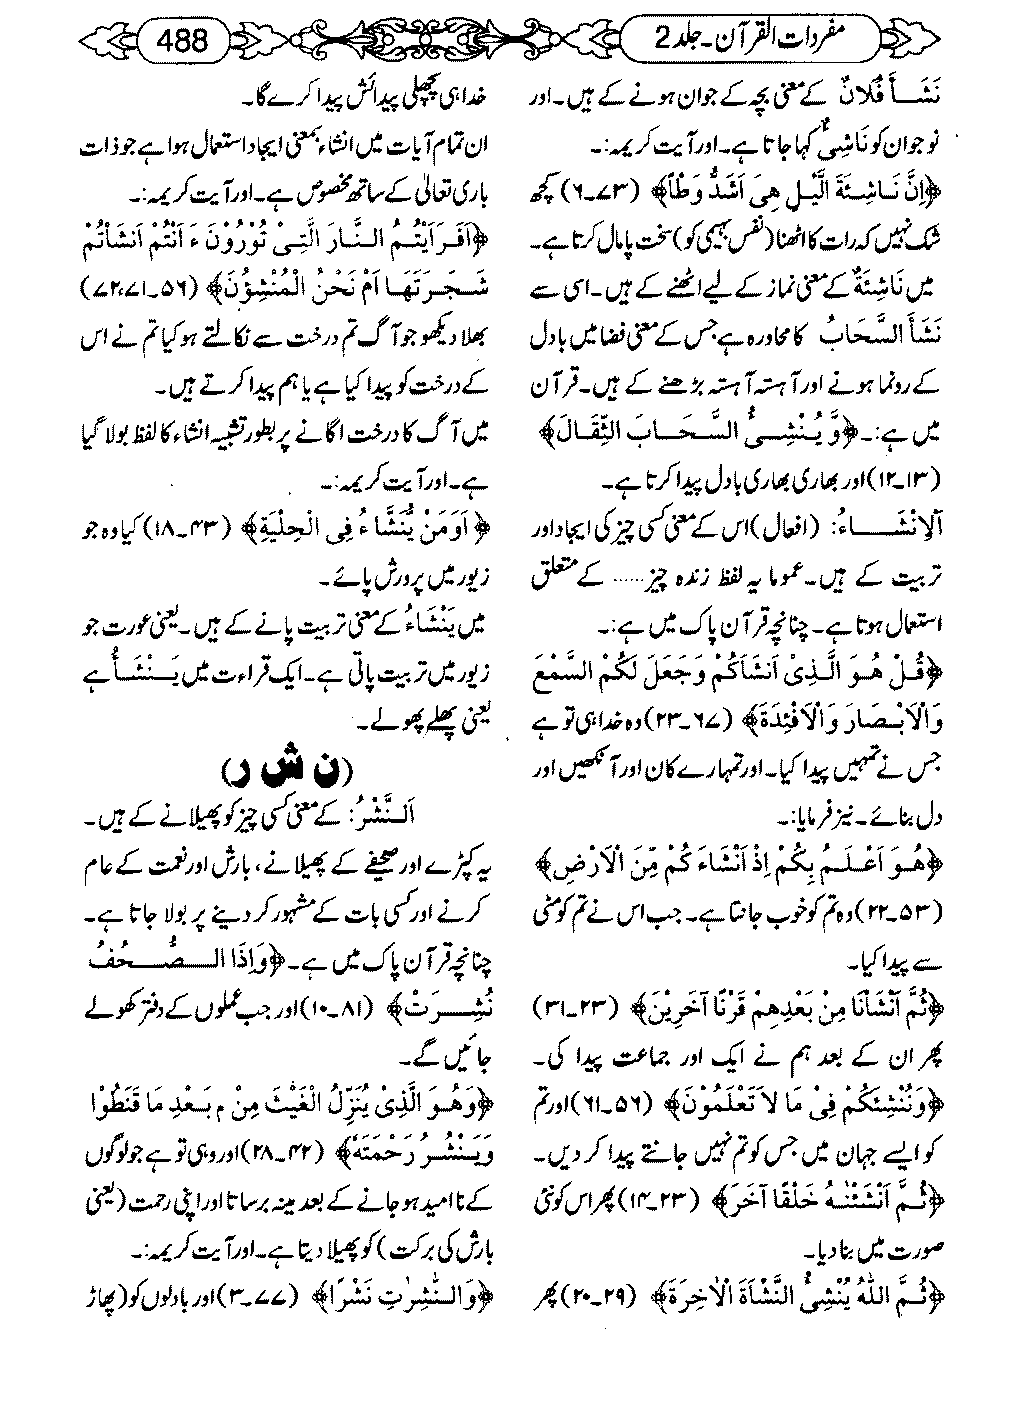 مفردات القرآن۔جلد 2
488
نَشَأَ فُلَانٌ کے معنی بچہ کے جوان ہونے کے ہیں۔اور
نوجوان کو نَاشِئٌ کہا جاتا ہے۔اور آیت کریمہ:۔
﴿اِنَّ نَاشِئَةَ الَّيْلِ هِيَ اَشَدُّ وَطْأً﴾ (۷۳۔۶) کچھ
شک نہیں کہ رات کا اٹھنا (نفس بہیمی کو) سخت پامال کرتا ہے۔
میں نَاشِئَةٌ کے معنی نماز کے لیے اٹھنے کے ہیں۔اسی سے
نَشَأَ السَّحَابُ کا محاورہ ہے جس کے معنی فضا میں بادل
کے رونما ہونے اور آہستہ آہستہ بڑھنے کے ہیں۔قرآن
میں ہے:۔﴿وَّيُنْشِئُ السَّحَابَ الثِّقَالَ﴾
(۱۳۔۱۲) اور بھاری بھاری بادل پیدا کرتا ہے۔
اَلْاِنْشَاءُ: (افعال) اس کے معنی کسی چیز کی ایجاد اور
تربیت کے ہیں۔عموما یہ لفظ زندہ چیز ..... کے متعلق
استعمال ہوتا ہے۔چنانچہ قرآن پاک میں ہے:۔
﴿قُلْ هُوَ الَّذِیْ اَنْشَاَکُمْ وَجَعَلَ لَکُمُ السَّمْعَ
وَالْاَبْصَارَ وَالْاَفْئِدَةَ﴾ (۶۷۔۲۳) وہ خدا ہی تو ہے
جس نے تمہیں پیدا کیا۔اور تمہارے کان اور آنکھیں اور
دل بنائے۔نیز فرمایا:۔
﴿هُوَ اَعْلَمُ بِکُمْ اِذْ اَنْشَاَ کُمْ مِّنَ الْاَرْضِ﴾
(۵۳۔۲۲) وہ تم کو خوب جانتا ہے۔جب اس نے تم کو مٹی
سے پیدا کیا۔
﴿ثُمَّ اَنْشَاْنَا مِنْ بَعْدِهِمْ قَرْنًا آخَرِیْنَ﴾ (۲۳۔۳۱)
پھر ان کے بعد ہم نے ایک اور جماعت پیدا کی۔
﴿وَنُنْشِئَکُمْ فِیْ مَا لَا تَعْلَمُوْنَ﴾ (۵۶۔۶۱) اور تم
کو ایسے جہان میں جس کو تم نہیں جانتے پیدا کر دیں۔
﴿ثُمَّ اَنْشَئْنٰهُ خَلْقًا آخَرَ﴾ (۲۳۔۱۴) پھر اس کو نئی
صورت میں بنا دیا۔
﴿ثُمَّ اللّٰهُ يُنْشِئُ النَّشْاَةَ الْاٰخِرَةَ﴾ (۲۹۔۲۰) پھر
خدا ہی پچھلی پیدائش پیدا کرے گا۔
ان تمام آیات میں انشاء بمعنی ایجاد استعمال ہوا ہے جو ذات
باری تعالٰی کے ساتھ مخصوص ہے۔اور آیت کریمہ:۔
﴿اَفَرَاَیْتُمُ النَّارَ الَّتِیْ تُوْرُوْنَ ءَ اَنْتُمْ اَنْشَاْتُمْ
شَجَرَتَهَا اَمْ نَحْنُ الْمُنْشِؤُنَ﴾ (۵۶۔۷۲،۷۱)
بھلا دیکھو جو آگ تم درخت سے نکالتے ہو کیا تم نے اس
کے درخت کو پیدا کیا ہے یا ہم پیدا کرتے ہیں۔
میں آگ کا درخت اگانے پر بطور تشبیہ انشاء کا لفظ بولا گیا
ہے۔اور آیت کریمہ:۔
﴿اَوَمَنْ يُّنَشَّاءُ فِی الْحِلْيَةِ﴾ (۴۳۔۱۸) کیا وہ جو
زیور میں پرورش پائے۔
میں يَنْشَاءُ کے معنی تربیت پانے کے ہیں۔یعنی عورت جو
زیور میں تربیت پاتی ہے۔ایک قراءت میں يَنْشَأُ ہے
یعنی پھلے پھولے۔
(ن ش ر)
اَلنَّشْرُ: کے معنی کسی چیز کو پھیلانے کے ہیں۔
یہ کپڑے اور صحیفے کے پھیلانے، بارش اور نعمت کے عام
کرنے اور کسی بات کے مشہور کر دینے پر بولا جاتا ہے۔
چنانچہ قرآن پاک میں ہے۔﴿وَاِذَا الصُّحُفُ
نُشِرَتْ﴾ (۸۱۔۱۰) اور جب عملوں کے دفتر کھولے
جائیں گے۔
﴿وَهُوَ الَّذِیْ يُنَزِّلُ الْغَيْثَ مِنْ م بَعْدِ مَا قَنَطُوْا
وَيَنْشُرُ رَحْمَتَهٗ﴾ (۴۲۔۲۸) اور وہی تو ہے جو لوگوں
کے نا امید ہو جانے کے بعد مینہ برساتا اور اپنی رحمت (یعنی
بارش کی برکت) کو پھیلا دیتا ہے۔اور آیت کریمہ:۔
﴿وَالنّٰشِرٰتِ نَشْرًا﴾ (۷۷۔۳) اور بادلوں کو (پھاڑ